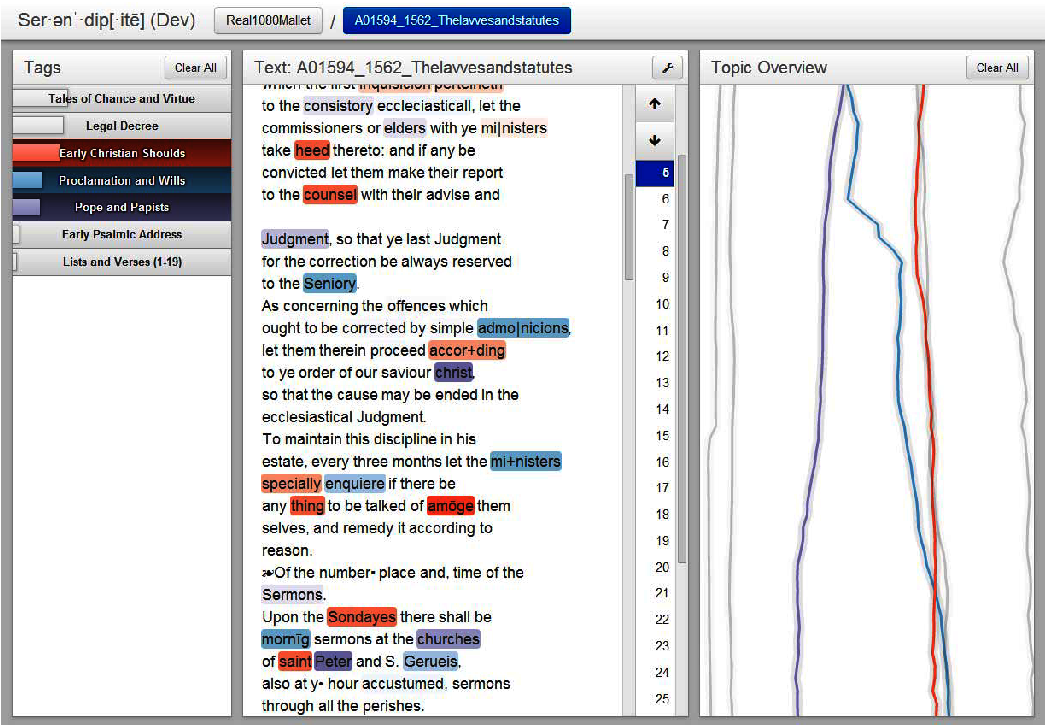 Ser·ən'·dip[·itē] (Dev)
Real1080Mallet / A01594_1562_Thelavvesandstatutes
Tags
Clear All
Tales of Chance and Virtue
Legal Decree
Early Christian Shoulds
Proclamation and Wills
Pope and Papists
Early Psalmic Address
Lists and Verses (1-19)
Text: A01594_1562_Thelavvesandstatutes
which the first inquisicion perteineth
to the consistory eccleciasticall, let the
commissioners or elders with ye mi|nisters
take heed thereto: and if any be
convicted let them make their report
to the counsel with their advise and
Judgment, so that ye last Judgment
for the correction be always reserved
to the Seniory.
As concerning the offences which
ought to be corrected by simple admo|nicions,
let them therein proceed accor+ding
to ye order of our saviour christ,
so that the cause may be ended in the
ecclesiastical Judgment.
To maintain this discipline in his
estate, every three months let the mi+nisters
specially enquiere if there be
any thing to be talked of amōge them
selves, and remedy it according to
reason.
❧Of the number▪ place and, time of the
Sermons.
Upon the Sondayes there shall be
mornīg sermons at the churches
of saint Peter and S. Gerueis,
also at y▪ hour accustumed, sermons
through all the perishes.
5
6
7
8
9
10
11
12
13
14
15
16
17
18
19
20
21
22
23
24
25
Topic Overview
Clear All